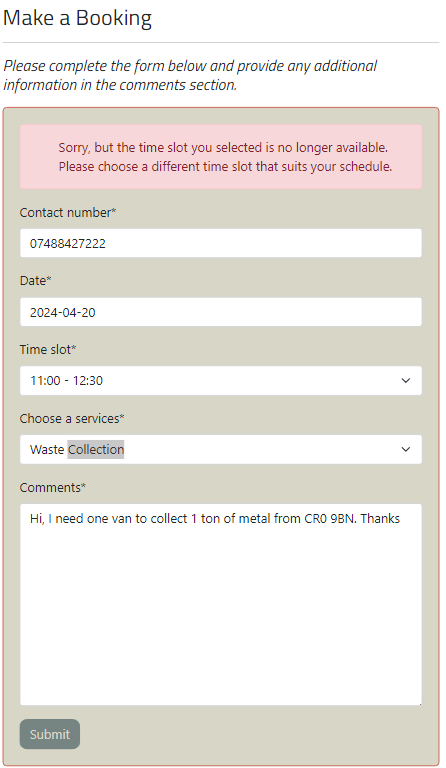 Make a Booking
Please complete the form below and provide any additional
information in the comments section.
Sorry, but the time slot you selected is no longer available.
Please choose a different time slot that suits your schedule.
Contact number*
07488427222
Date*
2024-04-20
Time slot*
11:00 - 12:30
Choose a services*
Waste Collection
Comments*
Hi, I need one van to collect 1 ton of metal from CR0 9BN. Thanks
Submit